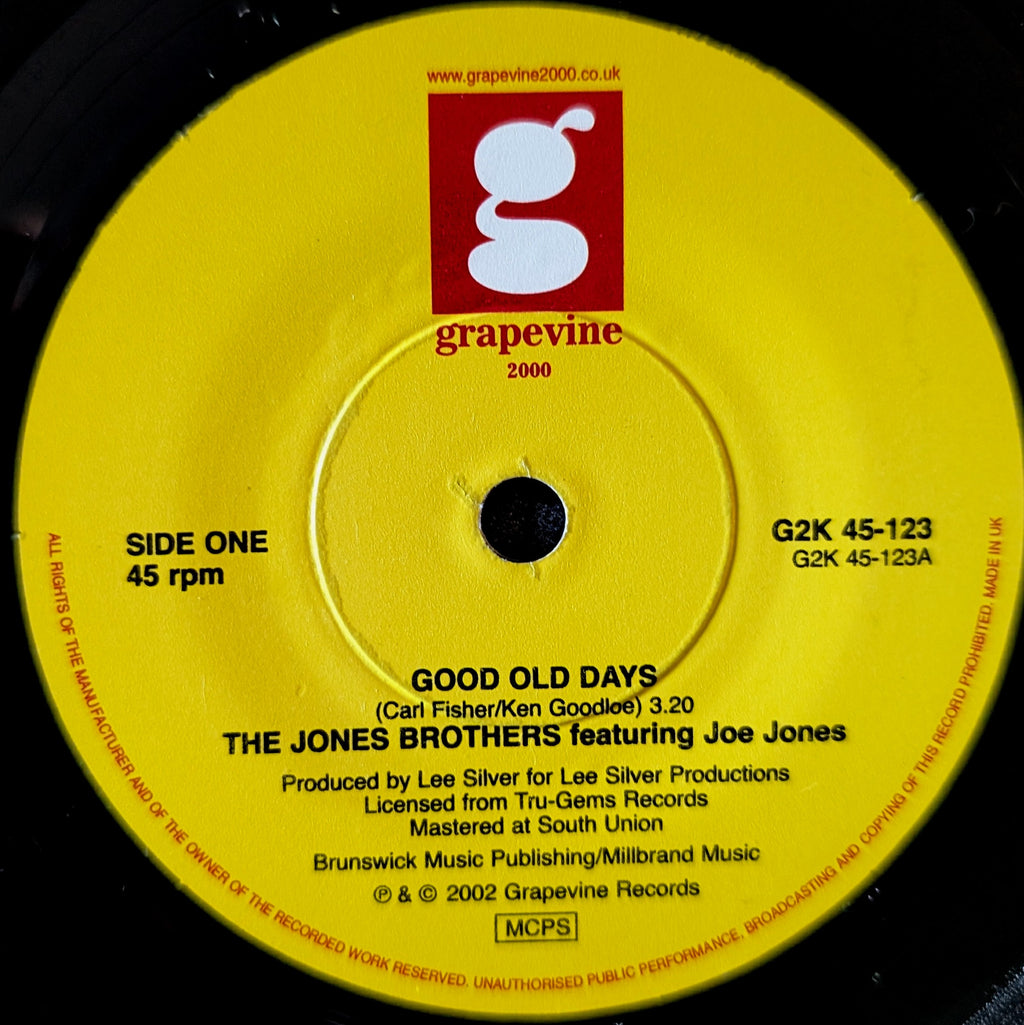 www.grapevine2000.co.uk
g
grapevine
2000
SIDE ONE
45 rpm
G2K 45-123
G2K 45-123A
GOOD OLD DAYS
(Carl Fisher/Ken Goodloe) 3.20
THE JONES BROTHERS featuring Joe Jones
Produced by Lee Silver for Lee Silver Productions
Licensed from Tru-Gems Records
Mastered at South Union
Brunswick Music Publishing/Millbrand Music
℗ & © 2002 Grapevine Records
MCPS
ALL RIGHTS OF THE MANUFACTURER AND OF THE OWNER OF THE RECORDED WORK RESERVED. UNAUTHORISED PUBLIC PERFORMANCE, BROADCASTING AND COPYING OF THIS RECORD PROHIBITED. MADE IN UK